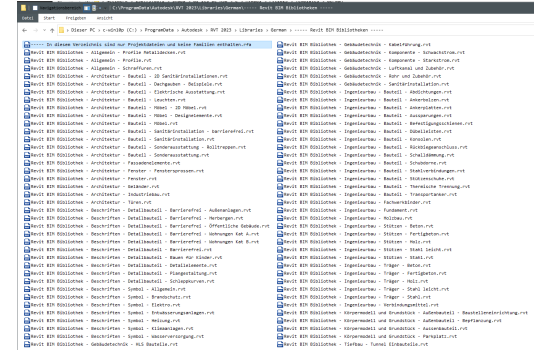 C:\ProgramData\Autodesk\RVT 2023\Libraries\German\----- Revit BIM Bibliotheken -----
Datei Start Freigeben Ansicht
Dieser PC > c-win10p (C:) > ProgramData > Autodesk > RVT 2023 > Libraries > German > ----- Revit BIM Bibliotheken -----
----- In dieses Verzeichnis sind nur Projektdateien und keine Familien enthalten.rfa
Revit BIM Bibliothek - Allgemein - Profile Metalldecken.rvt
Revit BIM Bibliothek - Allgemein - Profile.rvt
Revit BIM Bibliothek - Allgemein - Schraffuren.rvt
Revit BIM Bibliothek - Architektur - Bauteil - 2D Sanitärinstallationen.rvt
Revit BIM Bibliothek - Architektur - Bauteil - Dachgauben - Beispiele.rvt
Revit BIM Bibliothek - Architektur - Bauteil - Elektrische Ausstattung.rvt
Revit BIM Bibliothek - Architektur - Bauteil - Leuchten.rvt
Revit BIM Bibliothek - Architektur - Bauteil - Möbel - 2D Möbel.rvt
Revit BIM Bibliothek - Architektur - Bauteil - Möbel - Designelemente.rvt
Revit BIM Bibliothek - Architektur - Bauteil - Möbel.rvt
Revit BIM Bibliothek - Architektur - Bauteil - Sanitärinstallation - barrierefrei.rvt
Revit BIM Bibliothek - Architektur - Bauteil - Sanitärinstallation.rvt
Revit BIM Bibliothek - Architektur - Bauteil - Sonderausstattung - Rolltreppen.rvt
Revit BIM Bibliothek - Architektur - Bauteil - Sonderausstattung.rvt
Revit BIM Bibliothek - Architektur - Fassadenelemente.rvt
Revit BIM Bibliothek - Architektur - Fenster - Fenstersprossen.rvt
Revit BIM Bibliothek - Architektur - Fenster.rvt
Revit BIM Bibliothek - Architektur - Geländer.rvt
Revit BIM Bibliothek - Architektur - Industriebau.rvt
Revit BIM Bibliothek - Architektur - Türen.rvt
Revit BIM Bibliothek - Beschriften - Detailbauteil - Barrierefrei - Außenanlagen.rvt
Revit BIM Bibliothek - Beschriften - Detailbauteil - Barrierefrei - Herbergen.rvt
Revit BIM Bibliothek - Beschriften - Detailbauteil - Barrierefrei - Öffentliche Gebäude.rvt
Revit BIM Bibliothek - Beschriften - Detailbauteil - Barrierefrei - Wohnungen Kat A.rvt
Revit BIM Bibliothek - Beschriften - Detailbauteil - Barrierefrei - Wohnungen Kat B.rvt
Revit BIM Bibliothek - Beschriften - Detailbauteil - Barrierefrei.rvt
Revit BIM Bibliothek - Beschriften - Detailbauteil - Bauen für Kinder.rvt
Revit BIM Bibliothek - Beschriften - Detailbauteil - Detailelemente.rvt
Revit BIM Bibliothek - Beschriften - Detailbauteil - Plangestaltung.rvt
Revit BIM Bibliothek - Beschriften - Detailbauteil - Schleppkurven.rvt
Revit BIM Bibliothek - Beschriften - Symbol - Allgemein.rvt
Revit BIM Bibliothek - Beschriften - Symbol - Brandschutz.rvt
Revit BIM Bibliothek - Beschriften - Symbol - Elektro.rvt
Revit BIM Bibliothek - Beschriften - Symbol - Entwässerungsanlagen.rvt
Revit BIM Bibliothek - Beschriften - Symbol - Heizung.rvt
Revit BIM Bibliothek - Beschriften - Symbol - Klimaanlagen.rvt
Revit BIM Bibliothek - Beschriften - Symbol - Wasserversorgung.rvt
Revit BIM Bibliothek - Gebäudetechnik - HLS Bauteile.rvt
Revit BIM Bibliothek - Gebäudetechnik - Kabelführung.rvt
Revit BIM Bibliothek - Gebäudetechnik - Komponente - Schwachstrom.rvt
Revit BIM Bibliothek - Gebäudetechnik - Komponente - Starkstrom.rvt
Revit BIM Bibliothek - Gebäudetechnik - Luftkanal und Zubehör.rvt
Revit BIM Bibliothek - Gebäudetechnik - Rohr und Zubehör.rvt
Revit BIM Bibliothek - Gebäudetechnik - Sanitärinstallation.rvt
Revit BIM Bibliothek - Ingenieurbau - Bauteil - Abdichtungen.rvt
Revit BIM Bibliothek - Ingenieurbau - Bauteil - Ankerbolzen.rvt
Revit BIM Bibliothek - Ingenieurbau - Bauteil - Ankerplatten.rvt
Revit BIM Bibliothek - Ingenieurbau - Bauteil - Aussparungen.rvt
Revit BIM Bibliothek - Ingenieurbau - Bauteil - Befestigungsschienen.rvt
Revit BIM Bibliothek - Ingenieurbau - Bauteil - Dübelleisten.rvt
Revit BIM Bibliothek - Ingenieurbau - Bauteil - Konsolen.rvt
Revit BIM Bibliothek - Ingenieurbau - Bauteil - Rückbiegeanschluss.rvt
Revit BIM Bibliothek - Ingenieurbau - Bauteil - Schalldämmung.rvt
Revit BIM Bibliothek - Ingenieurbau - Bauteil - Schubdorne.rvt
Revit BIM Bibliothek - Ingenieurbau - Bauteil - Stahlverbindungen.rvt
Revit BIM Bibliothek - Ingenieurbau - Bauteil - Stützenschuhe.rvt
Revit BIM Bibliothek - Ingenieurbau - Bauteil - Thermische Trennung.rvt
Revit BIM Bibliothek - Ingenieurbau - Bauteil - Transportanker.rvt
Revit BIM Bibliothek - Ingenieurbau - Fachwerkbinder.rvt
Revit BIM Bibliothek - Ingenieurbau - Fundament.rvt
Revit BIM Bibliothek - Ingenieurbau - Holzbau.rvt
Revit BIM Bibliothek - Ingenieurbau - Stützen - Beton.rvt
Revit BIM Bibliothek - Ingenieurbau - Stützen - Fertigbeton.rvt
Revit BIM Bibliothek - Ingenieurbau - Stützen - Holz.rvt
Revit BIM Bibliothek - Ingenieurbau - Stützen - Stahl leicht.rvt
Revit BIM Bibliothek - Ingenieurbau - Stützen - Stahl.rvt
Revit BIM Bibliothek - Ingenieurbau - Träger - Beton.rvt
Revit BIM Bibliothek - Ingenieurbau - Träger - Fertigbeton.rvt
Revit BIM Bibliothek - Ingenieurbau - Träger - Holz.rvt
Revit BIM Bibliothek - Ingenieurbau - Träger - Stahl leicht.rvt
Revit BIM Bibliothek - Ingenieurbau - Träger - Stahl.rvt
Revit BIM Bibliothek - Ingenieurbau - Verbindungsmittel.rvt
Revit BIM Bibliothek - Körpermodell und Grundstück - Außenbauteil - Baustelleneinrichtung.rvt
Revit BIM Bibliothek - Körpermodell und Grundstück - Außenbauteil - Bepflanzung.rvt
Revit BIM Bibliothek - Körpermodell und Grundstück - Aussenbauteil.rvt
Revit BIM Bibliothek - Körpermodell und Grundstück - Parkplatt.rvt
Revit BIM Bibliothek - Tiefbau - Tunnel Einbauteile.rvt